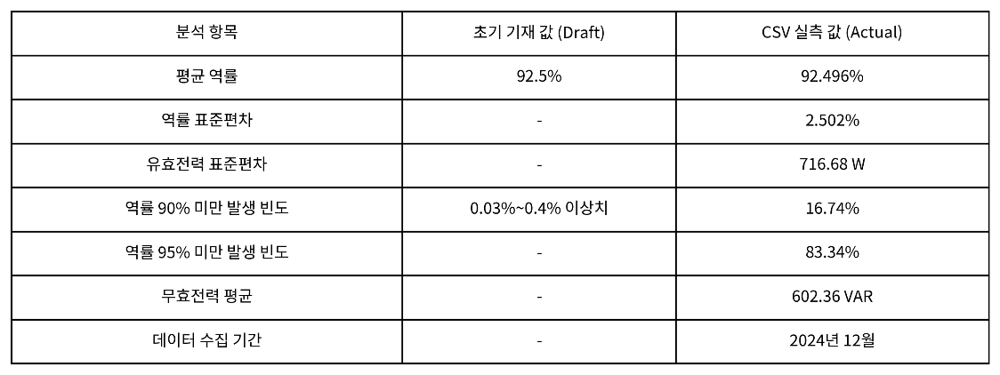 분석 항목 초기 기재 값 (Draft) CSV 실측 값 (Actual)
평균 역률 92.5% 92.496%
역률 표준편차 - 2.502%
유효전력 표준편차 - 716.68 W
역률 90% 미만 발생 빈도 0.03%~0.4% 이상치 16.74%
역률 95% 미만 발생 빈도 - 83.34%
무효전력 평균 - 602.36 VAR
데이터 수집 기간 - 2024년 12월